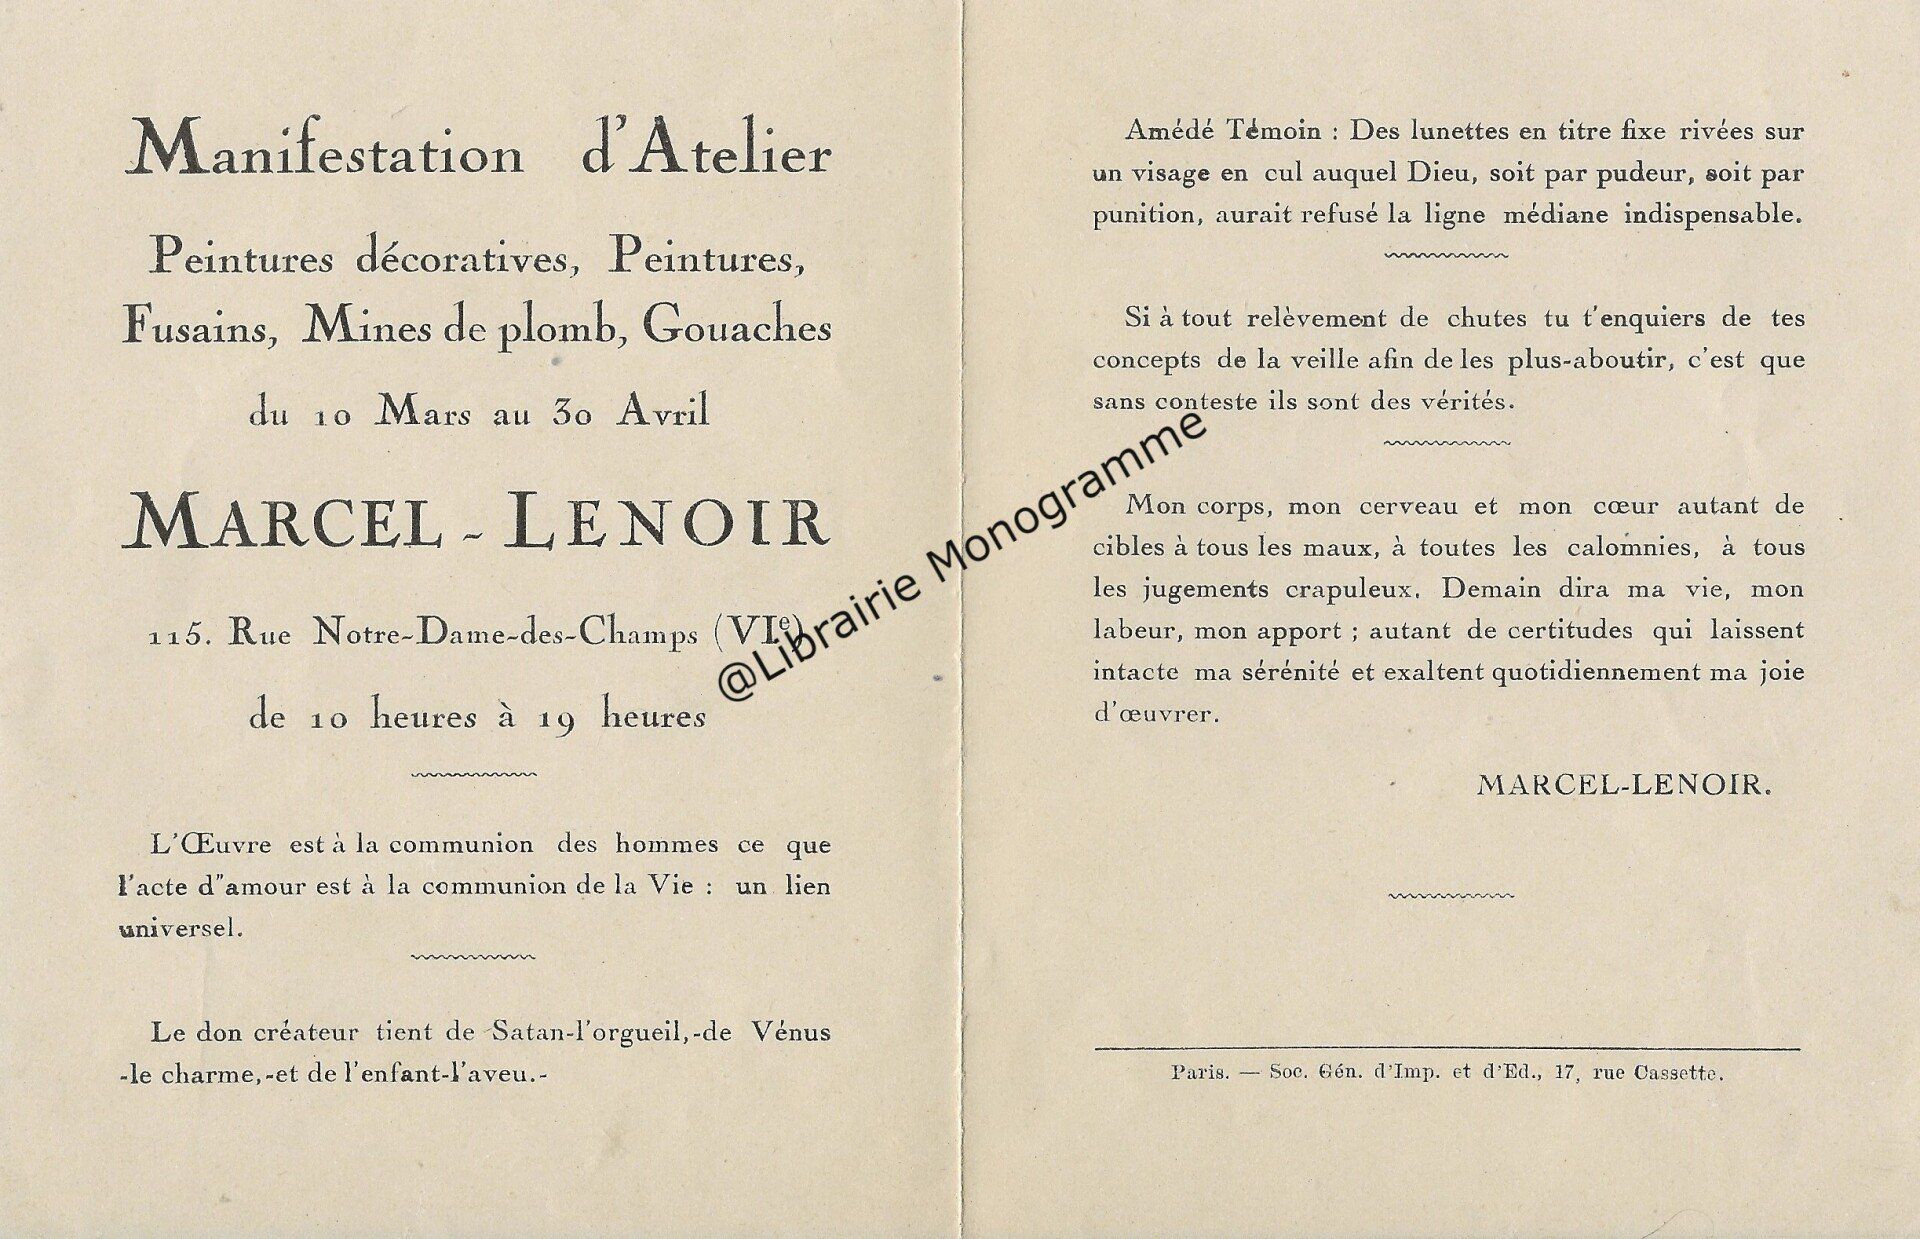 Manifestation d'Atelier
Peintures décoratives, Peintures,
Fusains, Mines de plomb, Gouaches
du 10 Mars au 30 Avril
MARCEL-LENOIR
115. Rue Notre-Dame-des-Champs (VIe)
de 10 heures à 19 heures
L'Œuvre est à la communion des hommes ce que
l'acte d"amour est à la communion de la Vie : un lien
universel.
Le don créateur tient de Satan-l'orgueil,-de Vénus
-le charme,-et de l'enfant-l'aveu.-
Amédé Témoin : Des lunettes en titre fixe rivées sur
un visage en cul auquel Dieu, soit par pudeur, soit par
punition, aurait refusé la ligne médiane indispensable.
Si à tout relèvement de chutes tu t'enquiers de tes
concepts de la veille afin de les plus-aboutir, c'est que
sans conteste ils sont des vérités.
Mon corps, mon cerveau et mon cœur autant de
cibles à tous les maux, à toutes les calomnies, à tous
les jugements crapuleux. Demain dira ma vie, mon
labeur, mon apport ; autant de certitudes qui laissent
intacte ma sérénité et exaltent quotidiennement ma joie
d'œuvrer.
MARCEL-LENOIR.
Paris. — Soc. Gén. d'Imp. et d'Ed., 17, rue Cassette.
@Librairie Monogramme